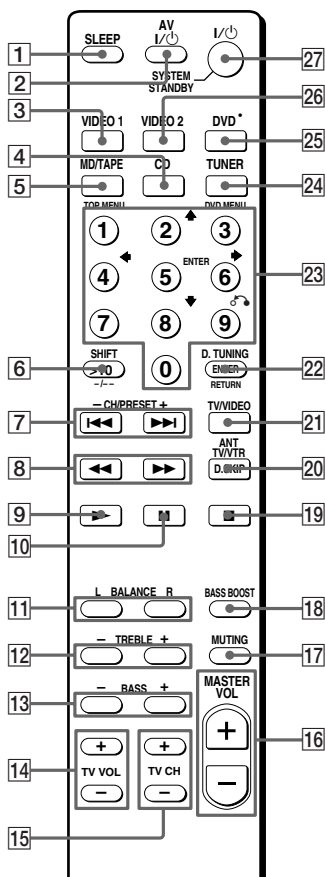 AV
SLEEP I/⏻ I/⏻
1 27
2 SYSTEM STANDBY 26
3 VIDEO 1 VIDEO 2 DVD 25
4 MD/TAPE CD TUNER 24
5
TOP MENU DVD MENU
1 2 3
4 5 ENTER 6 23
7 8 9
SHIFT D. TUNING
6 >10 0 ENTER 22
-/-- RETURN
– CH/PRESET + TV/VIDEO
7 21
ANT
TV/VTR
8 D.SKIP 20
9 19
10
L BALANCE R BASS BOOST
11 18
– TREBLE + MUTING
12 17
– BASS + MASTER
VOL
13
+ + + 16
14 TV VOL TV CH
– – –
15